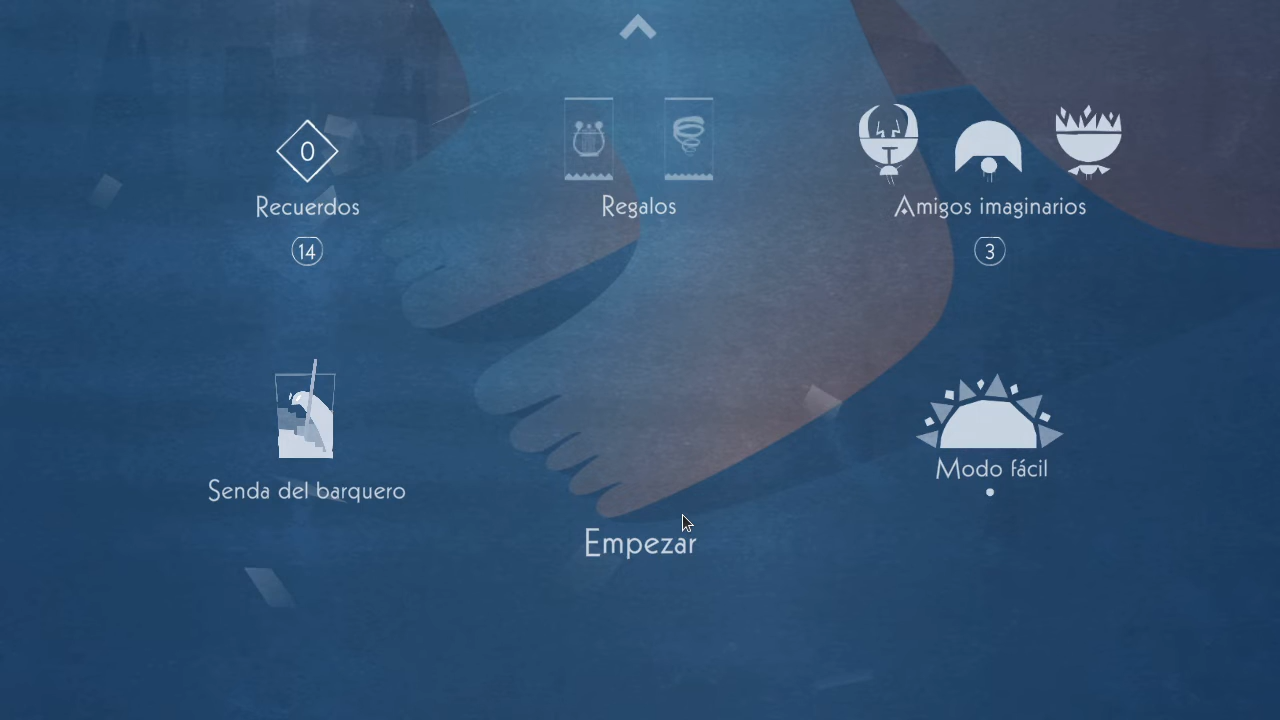 0
Recuerdos
14
Regalos
Amigos imaginarios
3
Senda del barquero
Modo fácil
Empezar